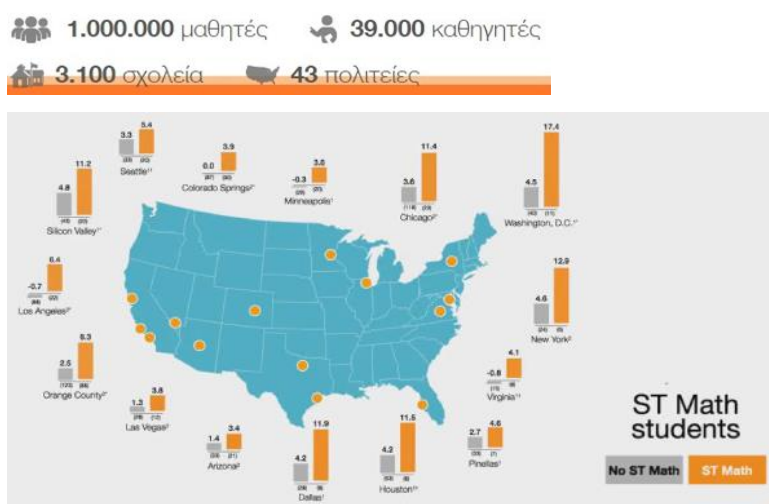 1.000.000 μαθητές 39.000 καθηγητές
3.100 σχολεία 43 πολιτείες
3.3 5.4
Seattle
0.0 3.9
Colorado Springs
-0.3 3.8
Minneapolis
3.6 11.4
Chicago
4.5 17.4
Washington, D.C.
4.8 11.2
Silicon Valley
-0.7 6.4
Los Angeles
4.6 12.9
New York
2.5 8.3
Orange County
1.3 3.8
Las Vegas
1.4 3.4
Arizona
4.2 11.9
Dallas
4.2 11.5
Houston
2.7 4.6
Pinellas
-0.8 4.1
Virginia
ST Math
students
No ST Math ST Math